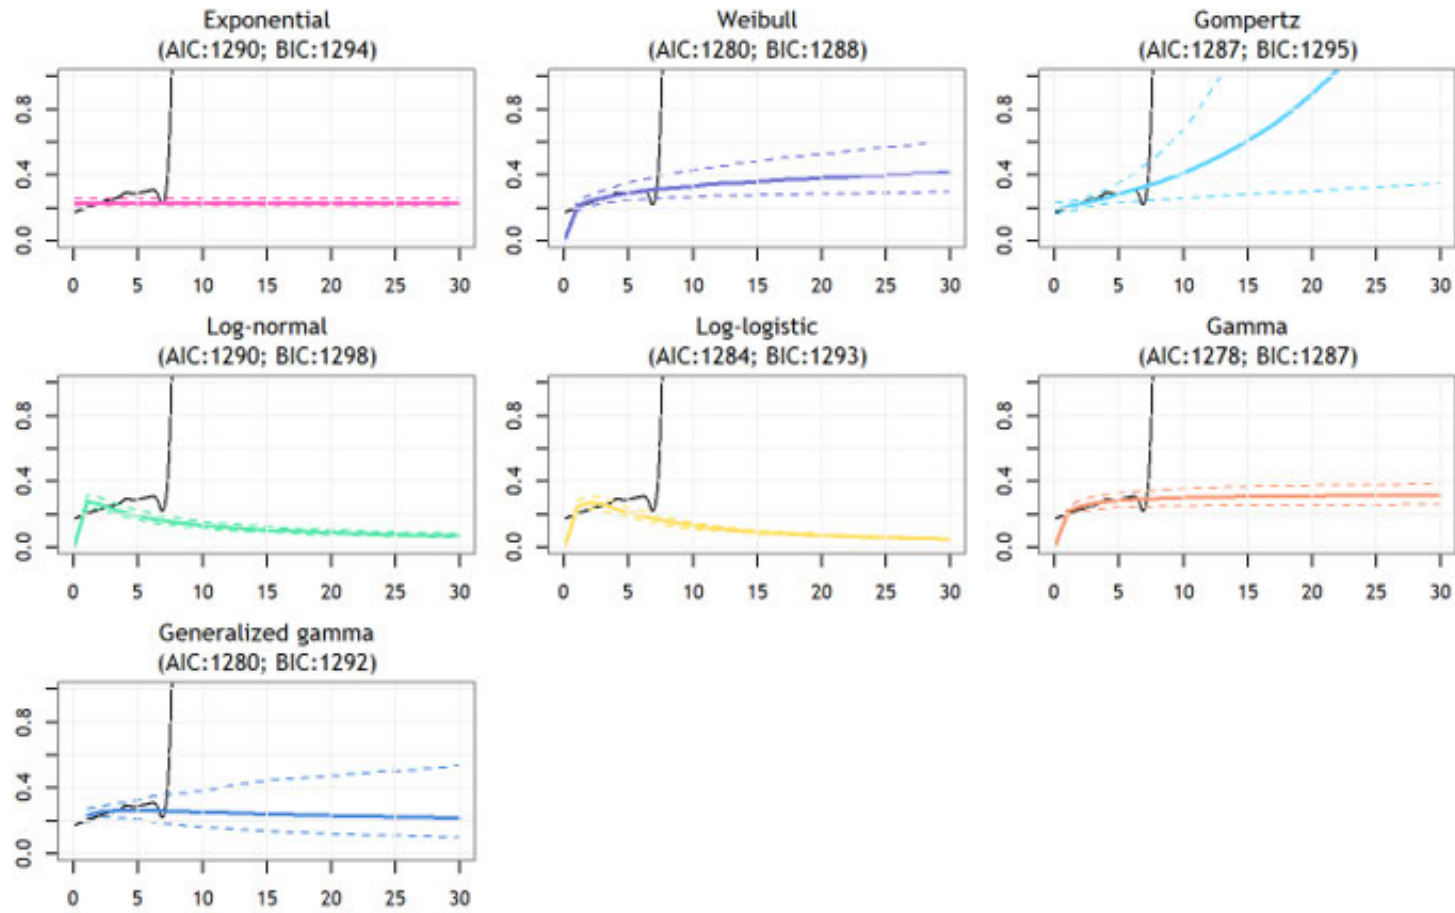 Exponential
(AIC:1290; BIC:1294)
Weibull
(AIC:1280; BIC:1288)
Gompertz
(AIC:1287; BIC:1295)
0.0 0.4 0.8
0 5 10 15 20 25 30
0.0 0.4 0.8
0 5 10 15 20 25 30
0.0 0.4 0.8
0 5 10 15 20 25 30
Log-normal
(AIC:1290; BIC:1298)
Log-logistic
(AIC:1284; BIC:1293)
Gamma
(AIC:1278; BIC:1287)
0.0 0.4 0.8
0 5 10 15 20 25 30
0.0 0.4 0.8
0 5 10 15 20 25 30
0.0 0.4 0.8
0 5 10 15 20 25 30
Generalized gamma
(AIC:1280; BIC:1292)
0.0 0.4 0.8
0 5 10 15 20 25 30